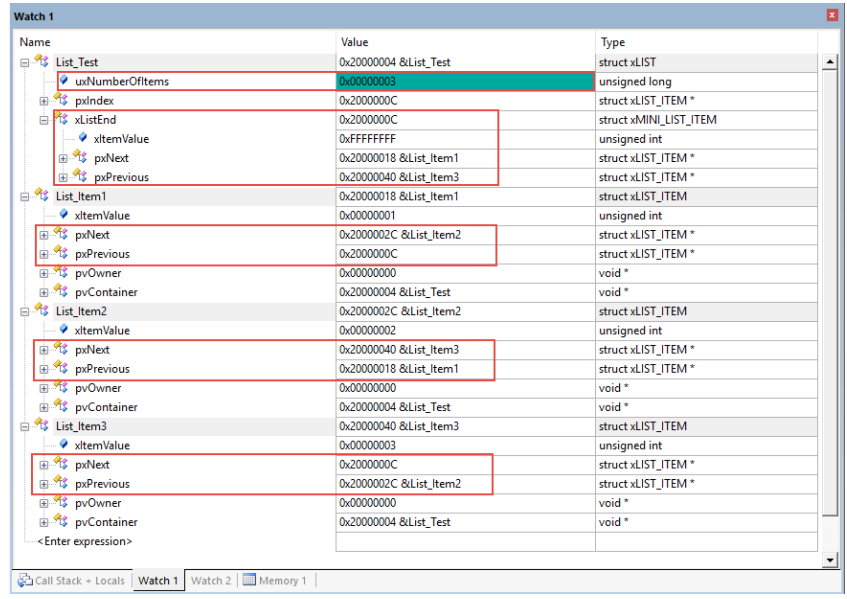 Watch 1
Name Value Type
List_Test 0x20000004 &List_Test struct xLIST
uxNumberOfItems 0x00000003 unsigned long
pxIndex 0x2000000C struct xLIST_ITEM *
xListEnd 0x2000000C struct xMINI_LIST_ITEM
xItemValue 0xFFFFFFFF unsigned int
pxNext 0x20000018 &List_Item1 struct xLIST_ITEM *
pxPrevious 0x20000040 &List_Item3 struct xLIST_ITEM *
List_Item1 0x20000018 &List_Item1 struct xLIST_ITEM
xItemValue 0x00000001 unsigned int
pxNext 0x2000002C &List_Item2 struct xLIST_ITEM *
pxPrevious 0x2000000C struct xLIST_ITEM *
pvOwner 0x00000000 void *
pvContainer 0x20000004 &List_Test void *
List_Item2 0x2000002C &List_Item2 struct xLIST_ITEM
xItemValue 0x00000002 unsigned int
pxNext 0x20000040 &List_Item3 struct xLIST_ITEM *
pxPrevious 0x20000018 &List_Item1 struct xLIST_ITEM *
pvOwner 0x00000000 void *
pvContainer 0x20000004 &List_Test void *
List_Item3 0x20000040 &List_Item3 struct xLIST_ITEM
xItemValue 0x00000003 unsigned int
pxNext 0x2000000C struct xLIST_ITEM *
pxPrevious 0x2000002C &List_Item2 struct xLIST_ITEM *
pvOwner 0x00000000 void *
pvContainer 0x20000004 &List_Test void *
<Enter expression>
Call Stack + Locals Watch 1 Watch 2 Memory 1